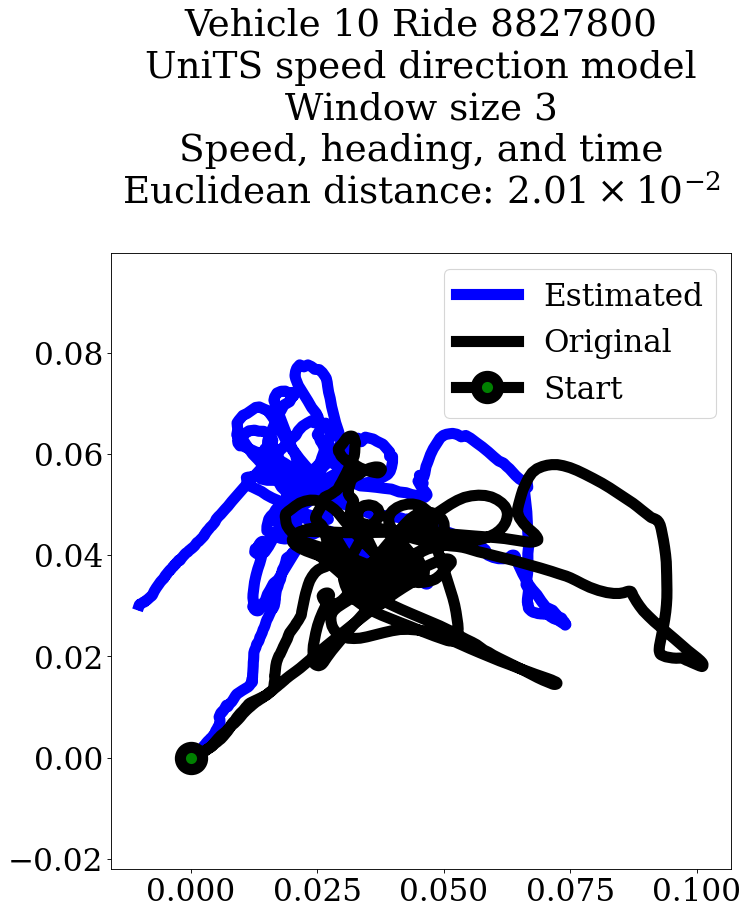 Vehicle 10 Ride 8827800
UniTS speed direction model
Window size 3
Speed, heading, and time
Euclidean distance: 2.01 × 10⁻²
Estimated
Original
Start
0.08
0.06
0.04
0.02
0.00
−0.02
0.000 0.025 0.050 0.075 0.100